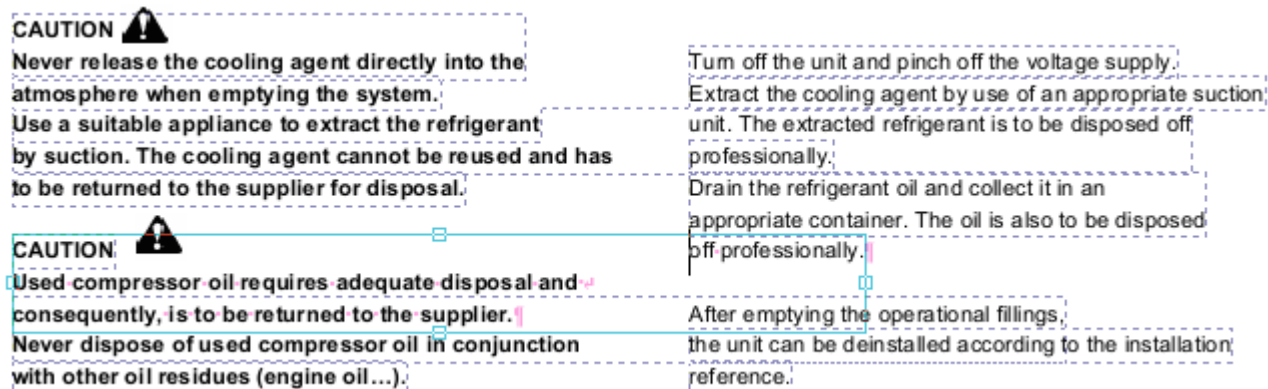 CAUTION
Never release the cooling agent directly into the
atmosphere when emptying the system.
Use a suitable appliance to extract the refrigerant
by suction. The cooling agent cannot be reused and has
to be returned to the supplier for disposal.
CAUTION
Used compressor oil requires adequate disposal and
consequently, is to be returned to the supplier.
Never dispose of used compressor oil in conjunction
with other oil residues (engine oil...).
Turn off the unit and pinch off the voltage supply.
Extract the cooling agent by use of an appropriate suction
unit. The extracted refrigerant is to be disposed off
professionally.
Drain the refrigerant oil and collect it in an
appropriate container. The oil is also to be disposed
off professionally.
After emptying the operational fillings,
the unit can be deinstalled according to the installation
reference.